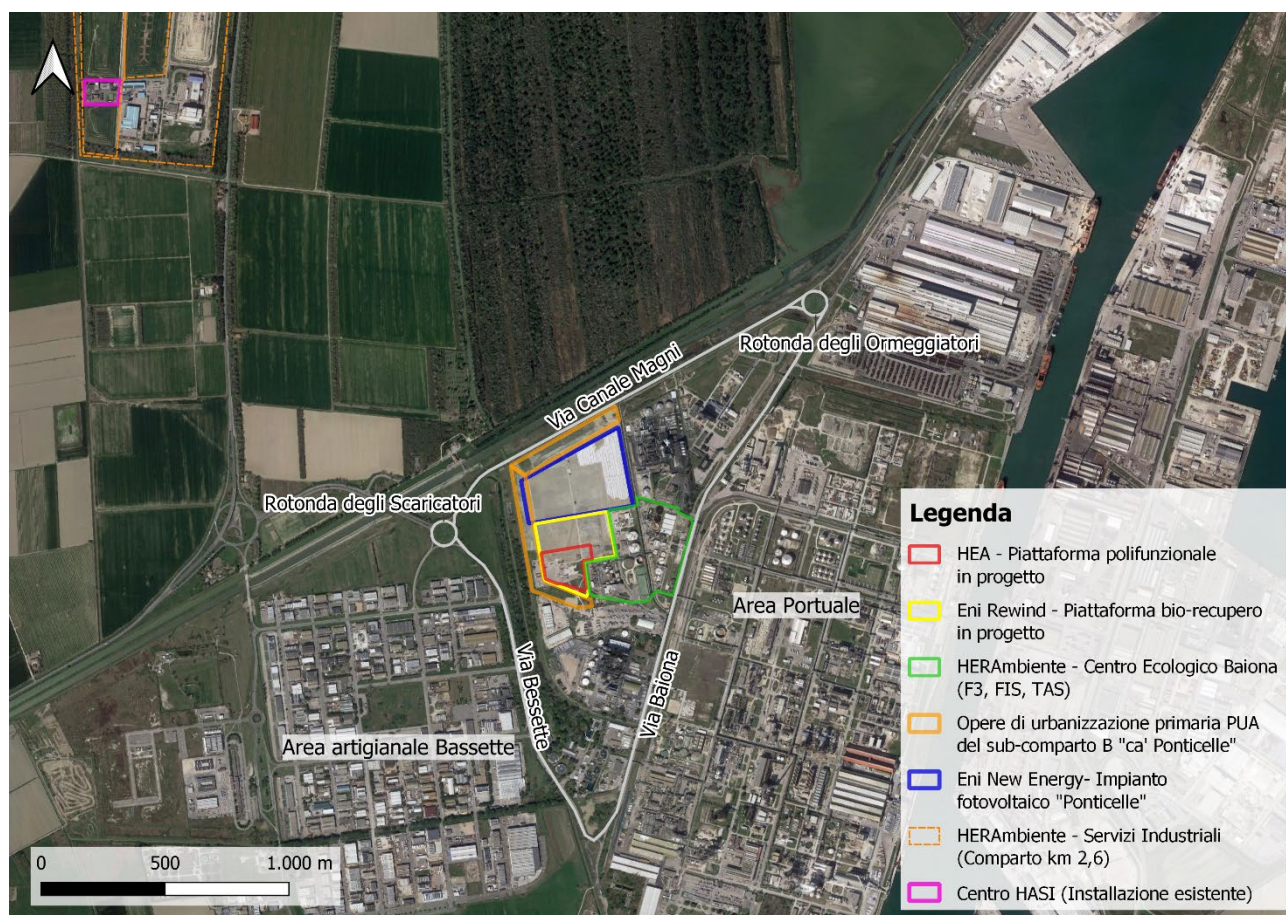 Via Canale Magni
Rotonda degli Ormeggiatori
Rotonda degli Scaricatori
Area Portuale
Via Bessette
Via Baiona
Area artigianale Bassette
0 500 1.000 m
Legenda
HEA - Piattaforma polifunzionale
in progetto
Eni Rewind - Piattaforma bio-recupero
in progetto
HERAmbiente - Centro Ecologico Baiona
(F3, FIS, TAS)
Opere di urbanizzazione primaria PUA
del sub-comparto B "ca' Ponticelle"
Eni New Energy- Impianto
fotovoltaico "Ponticelle"
HERAmbiente - Servizi Industriali
(Comparto km 2,6)
Centro HASI (Installazione esistente)